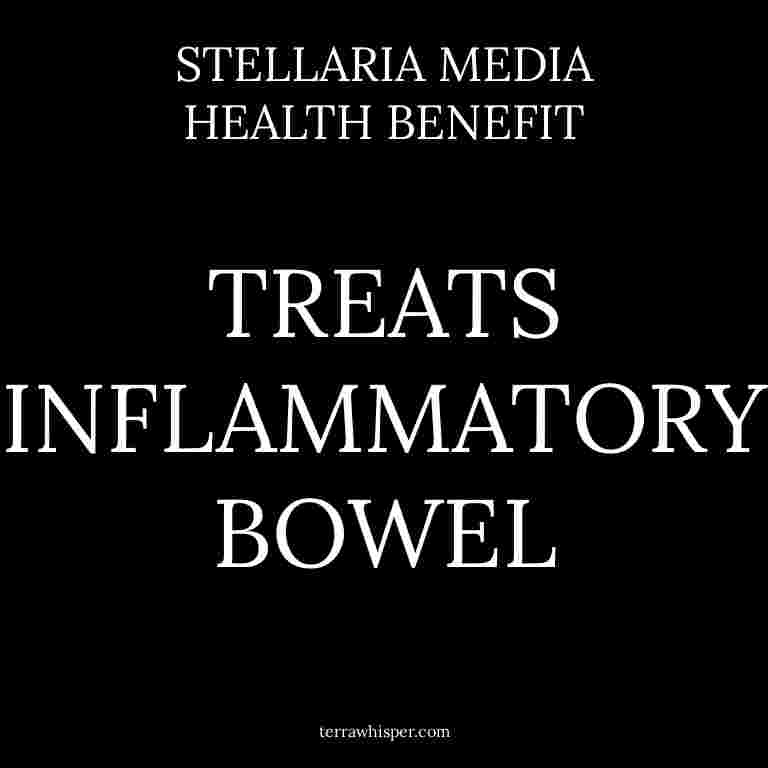 STELLARIA MEDIA
HEALTH BENEFIT
TREATS
INFLAMMATORY
BOWEL
terrawhisper.com